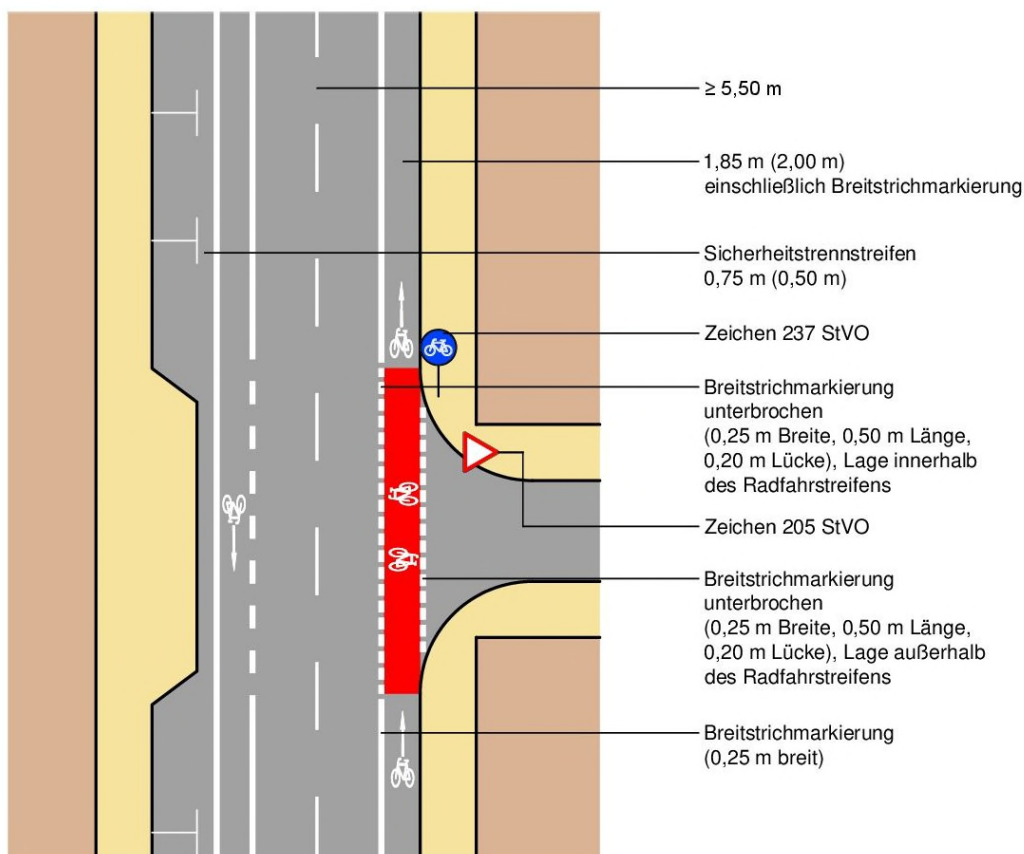 ≥ 5,50 m
1,85 m (2,00 m)
einschließlich Breitstrichmarkierung
Sicherheitstrennstreifen
0,75 m (0,50 m)
Zeichen 237 StVO
Breitstrichmarkierung
unterbrochen
(0,25 m Breite, 0,50 m Länge,
0,20 m Lücke), Lage innerhalb
des Radfahrstreifens
Zeichen 205 StVO
Breitstrichmarkierung
unterbrochen
(0,25 m Breite, 0,50 m Länge,
0,20 m Lücke), Lage außerhalb
des Radfahrstreifens
Breitstrichmarkierung
(0,25 m breit)